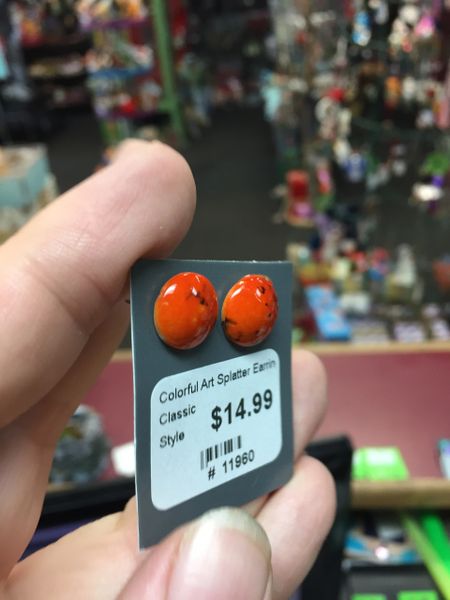 Colorful Art Splatter Earrin
Classic
Style
$14.99
# 11960